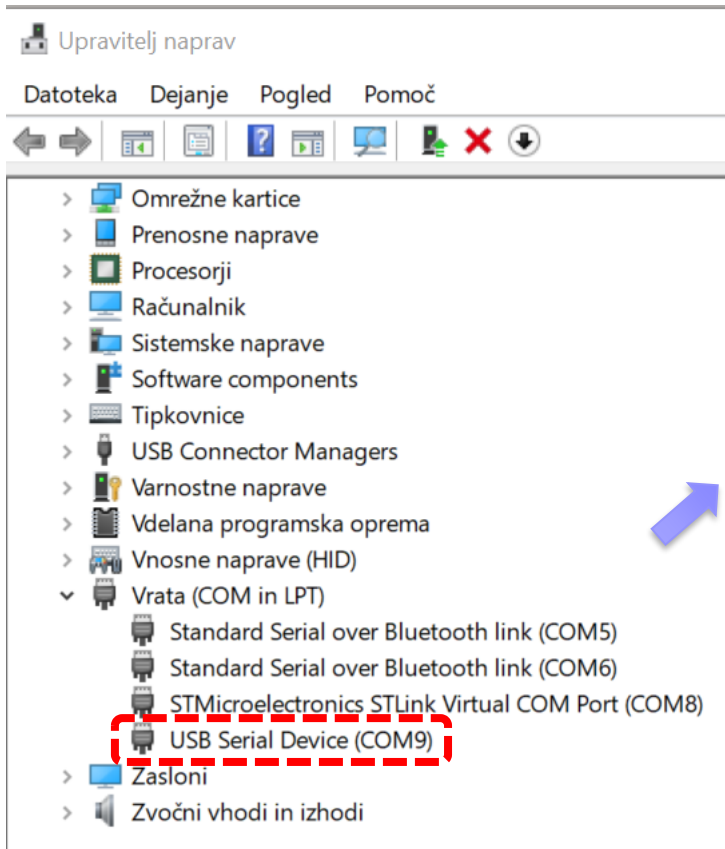 Upravitelj naprav
Datoteka Dejanje Pogled Pomoč
Omrežne kartice
Prenosne naprave
Procesorji
Računalnik
Sistemske naprave
Software components
Tipkovnice
USB Connector Managers
Varnostne naprave
Vdelana programska oprema
Vnosne naprave (HID)
Vrata (COM in LPT)
Standard Serial over Bluetooth link (COM5)
Standard Serial over Bluetooth link (COM6)
STMicroelectronics STLink Virtual COM Port (COM8)
USB Serial Device (COM9)
Zasloni
Zvočni vhodi in izhodi